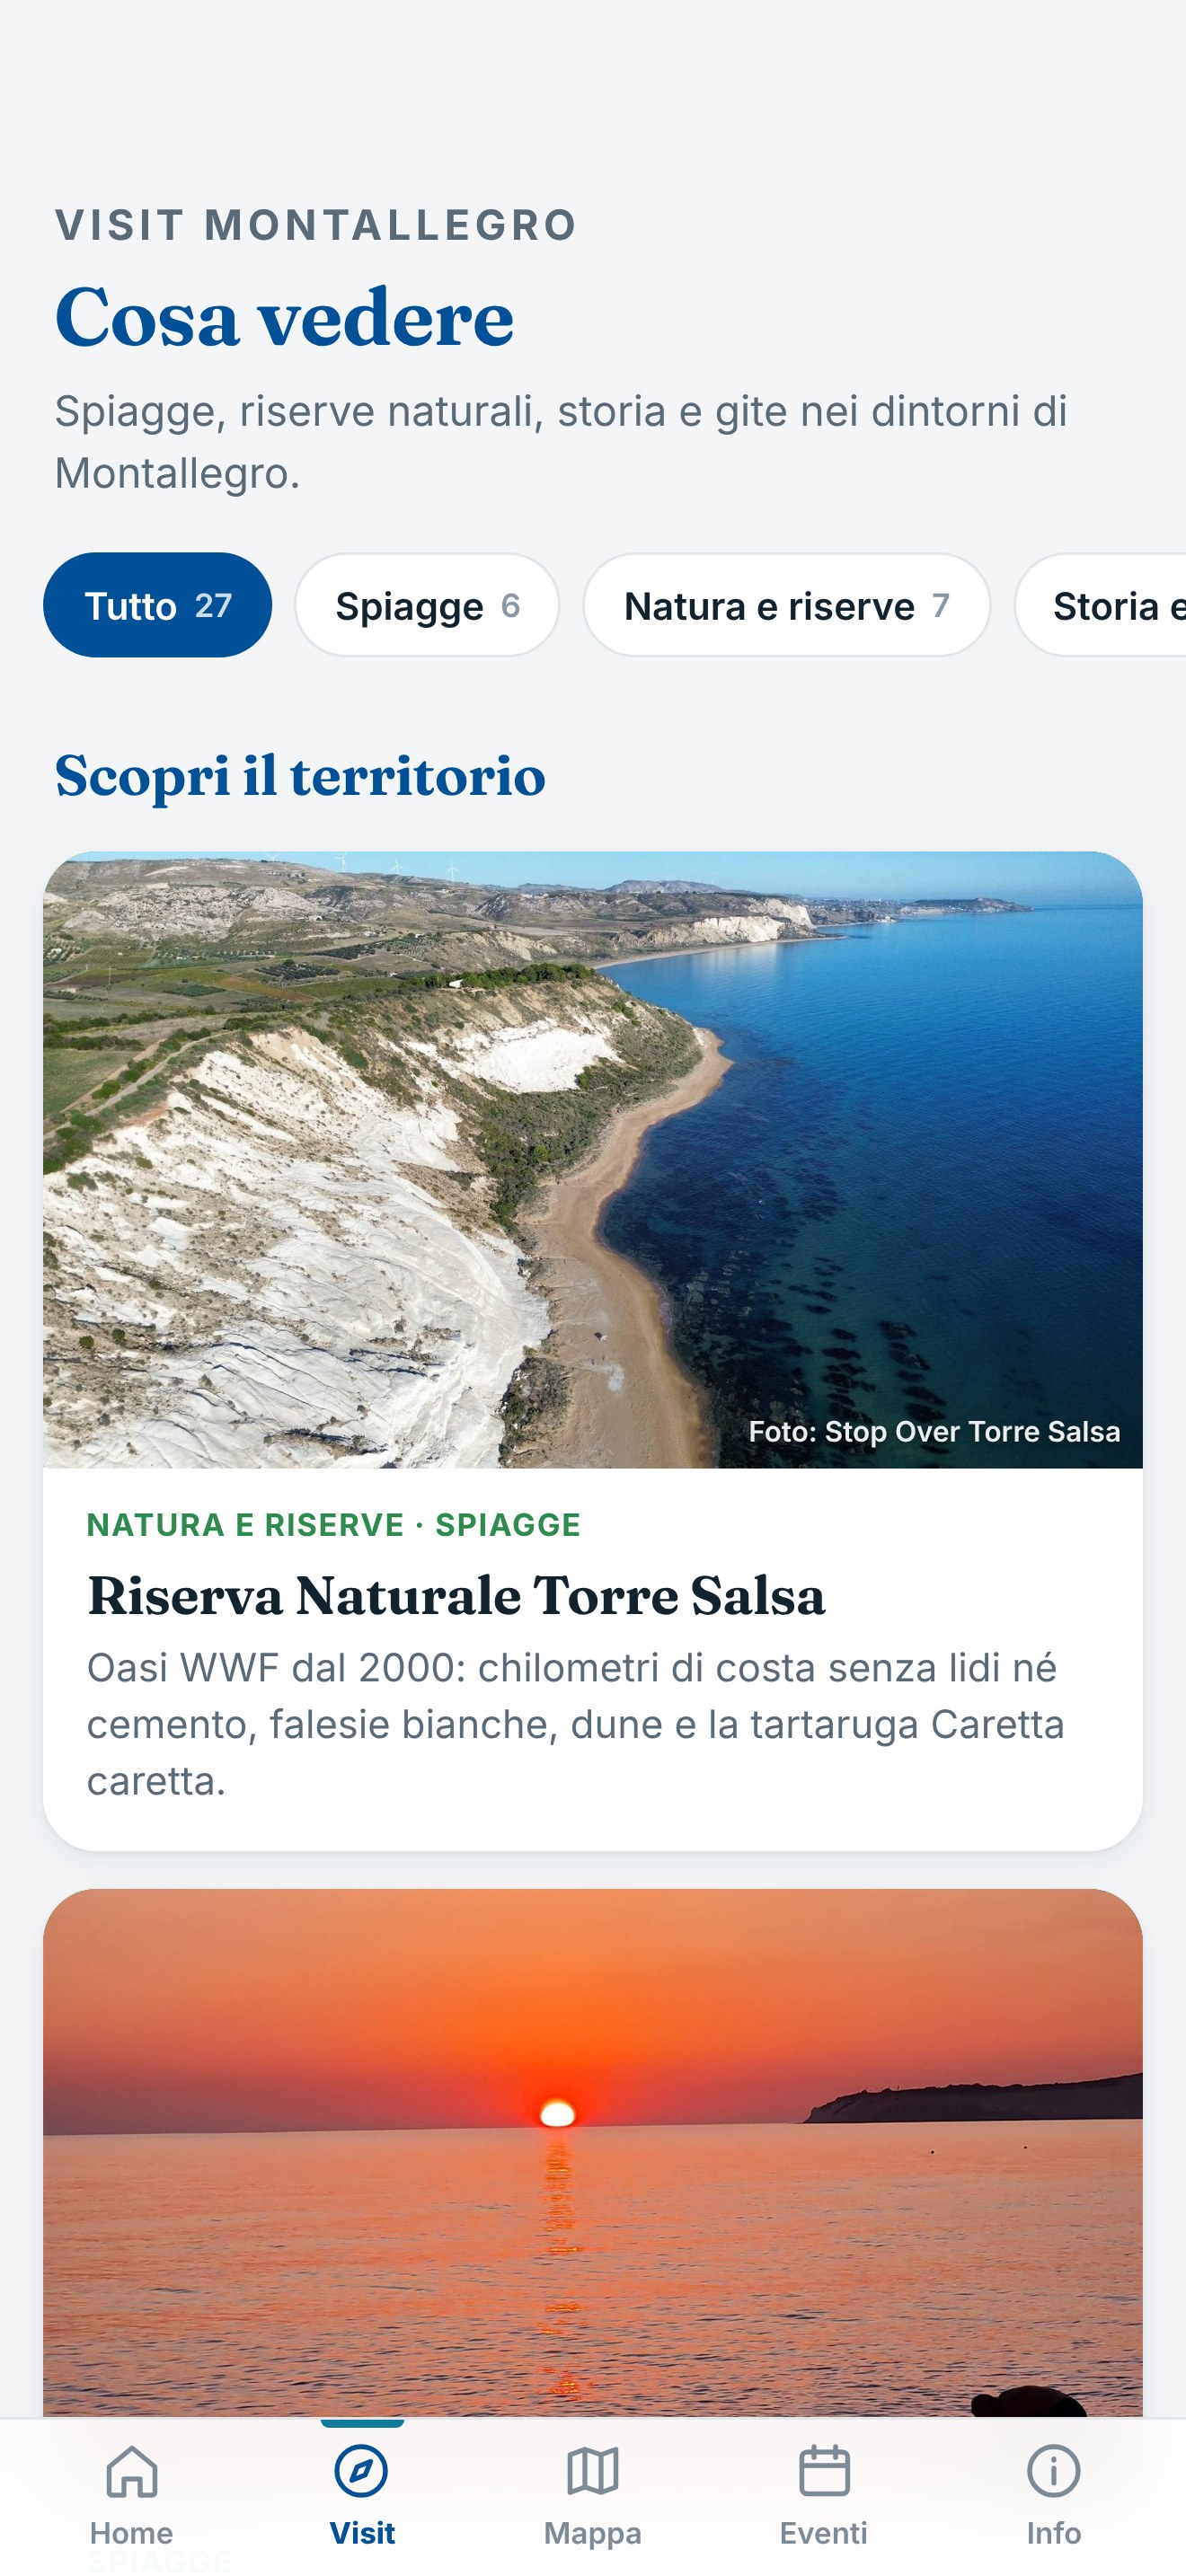 VISIT MONTALLEGRO
Cosa vedere
Spiagge, riserve naturali, storia e gite nei dintorni di
Montallegro.
Tutto 27 Spiagge 6 Natura e riserve 7 Storia e
Scopri il territorio
Foto: Stop Over Torre Salsa
NATURA E RISERVE · SPIAGGE
Riserva Naturale Torre Salsa
Oasi WWF dal 2000: chilometri di costa senza lidi né
cemento, falesie bianche, dune e la tartaruga Caretta
caretta.
Home Visit Mappa Eventi Info
SPIAGGE